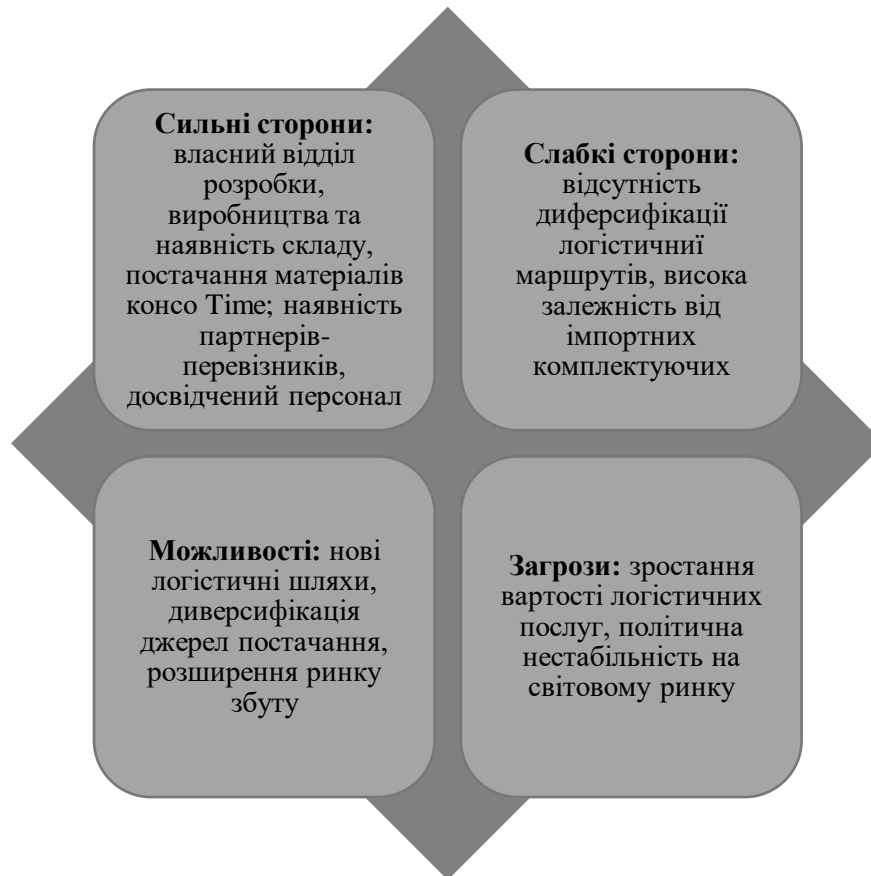 Сильні сторони:
власний відділ
розробки,
виробництва та
наявність складу,
постачання матеріалів
консо Time; наявність
партнерів-
перевізників,
досвідчений персонал
Слабкі сторони:
відсутність
диферсифікації
логістичниї
маршрутів, висока
залежність від
імпортних
комплектуючих
Можливості: нові
логістичні шляхи,
диверсифікація
джерел постачання,
розширення ринку
збуту
Загрози: зростання
вартості логістичних
послуг, політична
нестабільність на
світовому ринку